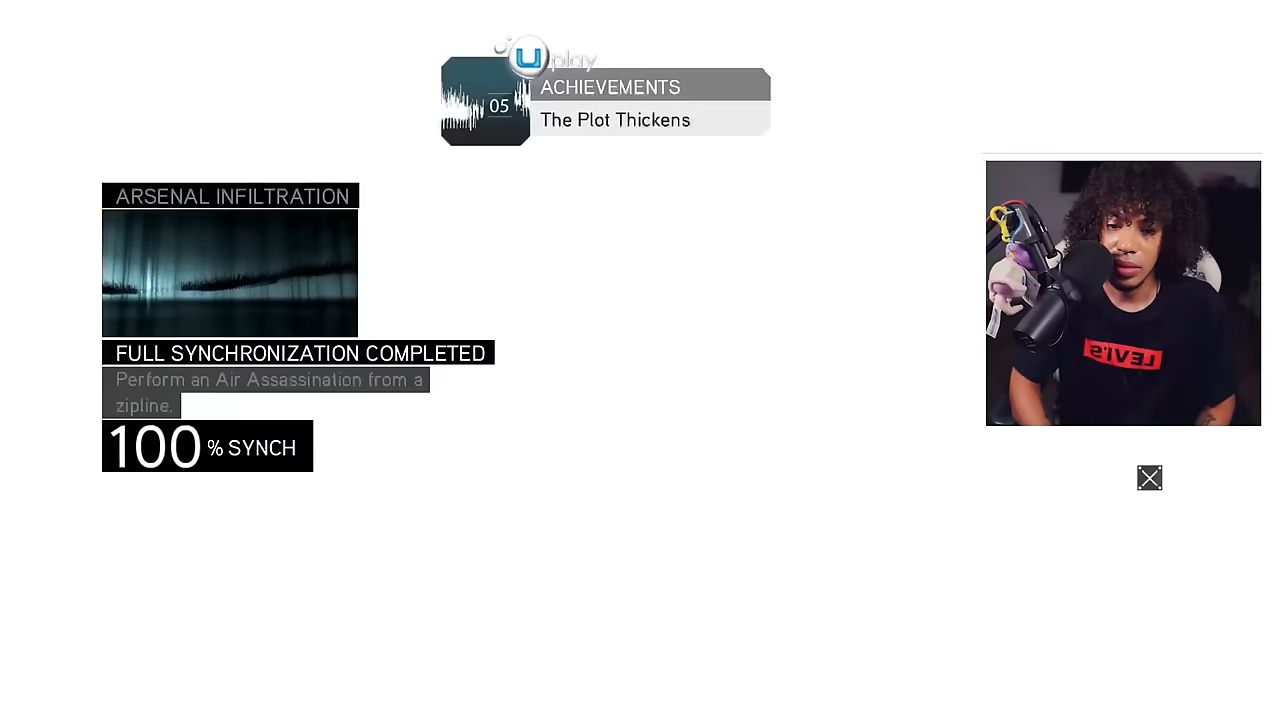 Uplay
ACHIEVEMENTS
05
The Plot Thickens
ARSENAL INFILTRATION
FULL SYNCHRONIZATION COMPLETED
Perform an Air Assassination from a
zipline.
100 % SYNCH
LEVI'S